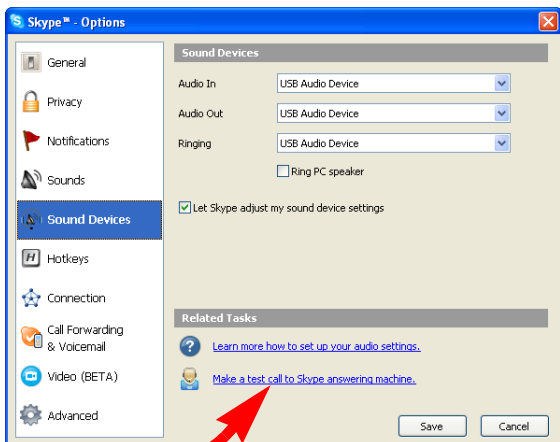 Skype™ - Options
General
Privacy
Notifications
Sounds
Sound Devices
Hotkeys
Connection
Call Forwarding
& Voicemail
Video (BETA)
Advanced
Sound Devices
Audio In
USB Audio Device
Audio Out
USB Audio Device
Ringing
USB Audio Device
Ring PC speaker
Let Skype adjust my sound device settings
Related Tasks
Learn more how to set up your audio settings.
Make a test call to Skype answering machine.
Save
Cancel